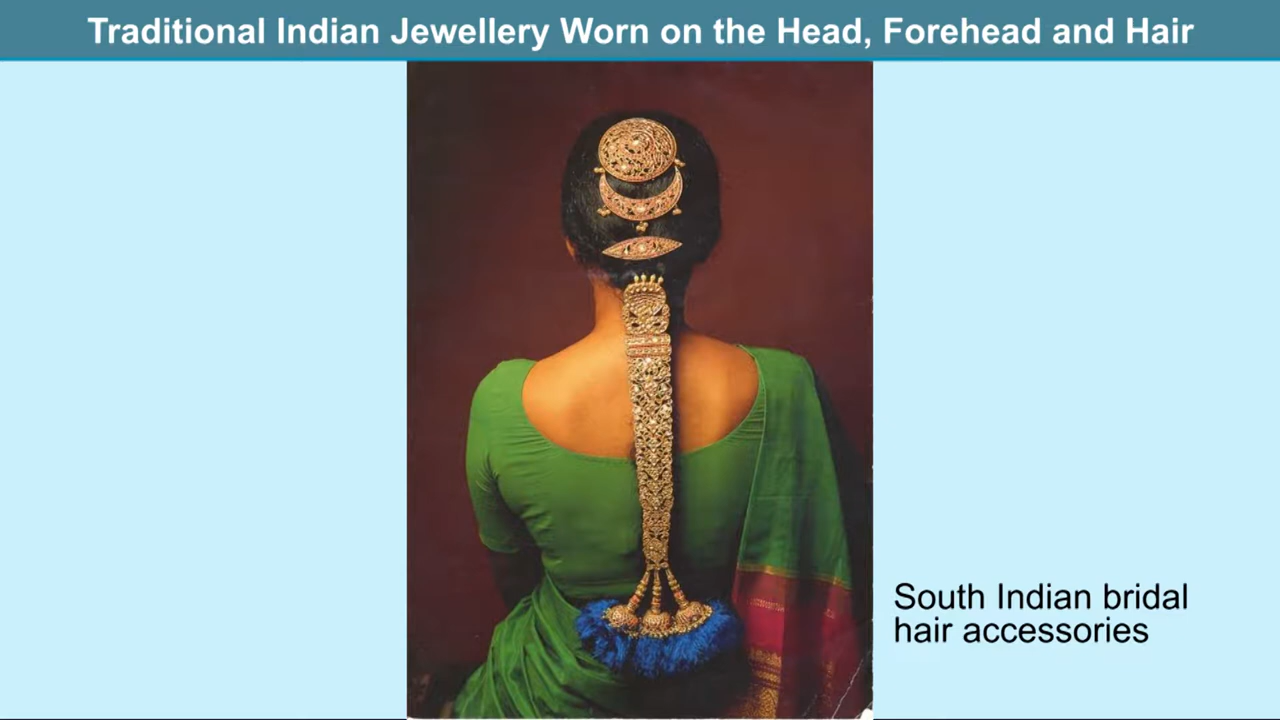 Traditional Indian Jewellery Worn on the Head, Forehead and Hair
South Indian bridal
hair accessories